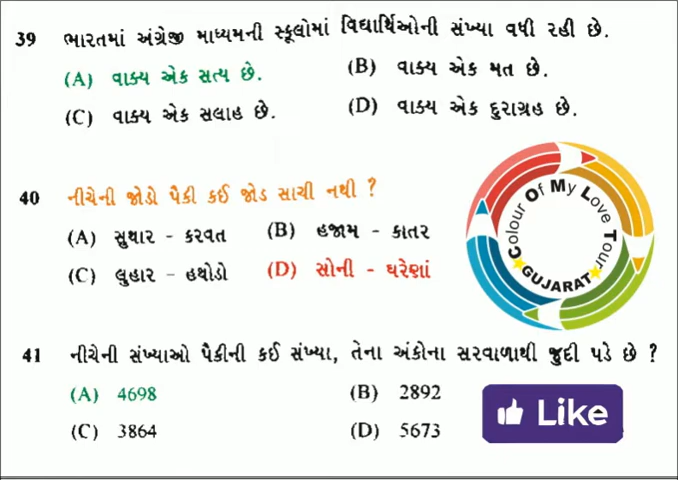 39 ભારતમાં અંગ્રેજી માધ્યમની સ્કૂલોમાં વિદ્યાર્થિઓની સંખ્યા વધી રહી છે.
(A) વાક્ય એક સત્ય છે. (B) વાક્ય એક મત છે.
(C) વાક્ય એક સલાહ છે. (D) વાક્ય એક દુરાગ્રહ છે.
40 નીચેની જોડો પૈકી કઈ જોડ સાચી નથી ?
(A) સુથાર - કરવત (B) હજામ - કાતર
(C) લુહાર - હથોડો (D) સોની - ઘરેણાં
Colour Of My Love Tour
GUJARAT
41 નીચેની સંખ્યાઓ પૈકીની કઈ સંખ્યા, તેના અંકોના સરવાળાથી જુદી પડે છે ?
(A) 4698 (B) 2892
(C) 3864 (D) 5673
Like